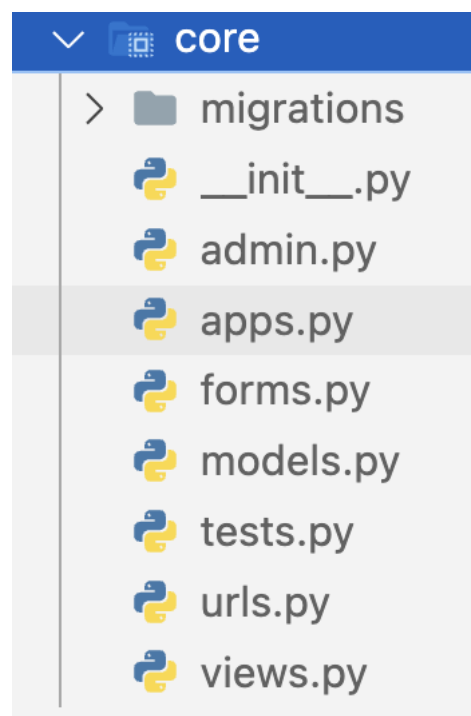 core
migrations
__init__.py
admin.py
apps.py
forms.py
models.py
tests.py
urls.py
views.py